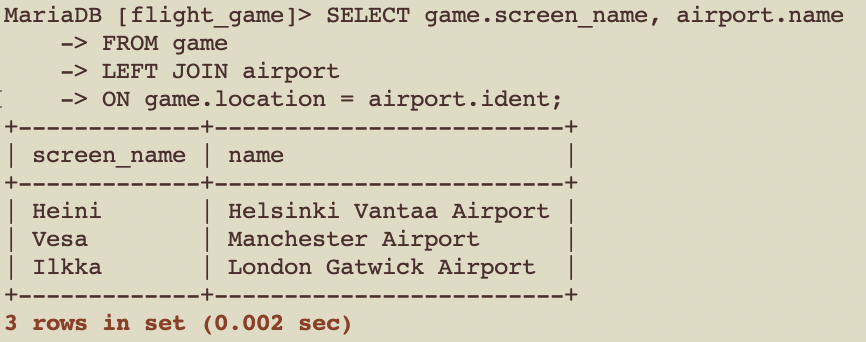 MariaDB [flight_game]> SELECT game.screen_name, airport.name
    -> FROM game
    -> LEFT JOIN airport
    -> ON game.location = airport.ident;
+-------------+-------------------------+
| screen_name | name                    |
+-------------+-------------------------+
| Heini       | Helsinki Vantaa Airport |
| Vesa        | Manchester Airport      |
| Ilkka       | London Gatwick Airport  |
+-------------+-------------------------+
3 rows in set (0.002 sec)